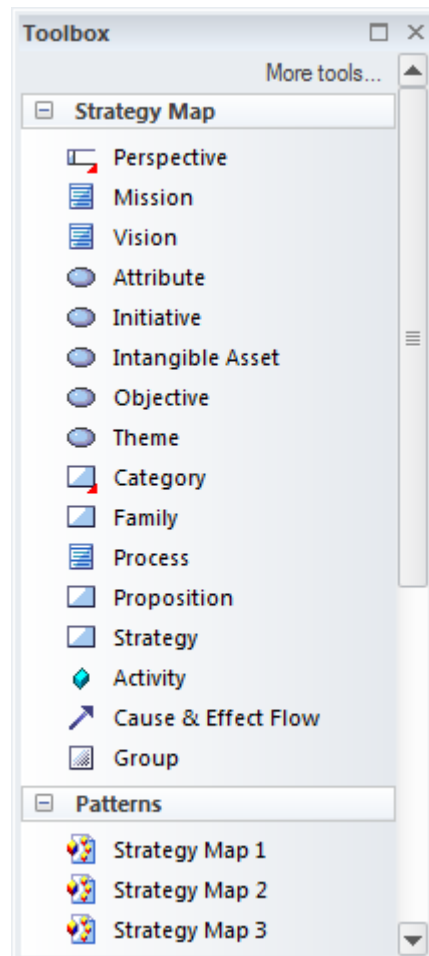 Toolbox
More tools...
Strategy Map
Perspective
Mission
Vision
Attribute
Initiative
Intangible Asset
Objective
Theme
Category
Family
Process
Proposition
Strategy
Activity
Cause & Effect Flow
Group
Patterns
Strategy Map 1
Strategy Map 2
Strategy Map 3